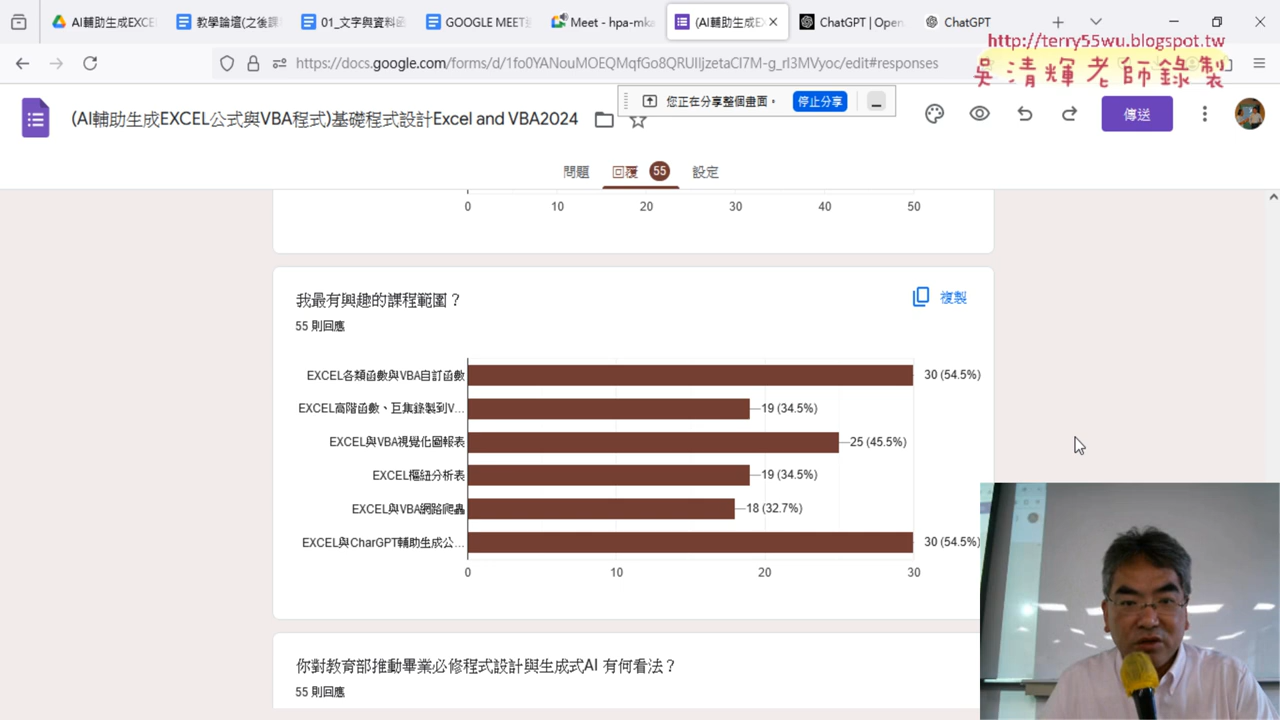 AI輔助生成EXCE
教學論壇(之後課
01_文字與資料函
GOOGLE MEET
Meet - hpa-mka
(AI輔助生成EX
ChatGPT | Open
ChatGPT
https://docs.google.com/forms/d/1fo0YANouMOEQMqfGo8QRUIljzetaCI7M-g_rI3MVyoc/edit#responses
http://terry55wu.blogspot.tw
吳清輝老師錄製
您正在分享整個畫面。
停止分享
(AI輔助生成EXCEL公式與VBA程式)基礎程式設計Excel and VBA2024
傳送
問題
回覆 55
設定
0 10 20 30 40 50
我最有興趣的課程範圍？
複製
55 則回應
EXCEL各類函數與VBA自訂函數 30 (54.5%)
EXCEL高階函數、巨集錄製到V... 19 (34.5%)
EXCEL與VBA視覺化圖報表 25 (45.5%)
EXCEL樞紐分析表 19 (34.5%)
EXCEL與VBA網路爬蟲 18 (32.7%)
EXCEL與CharGPT輔助生成公... 30 (54.5%)
0 10 20 30
你對教育部推動畢業必修程式設計與生成式AI 有何看法？
55 則回應